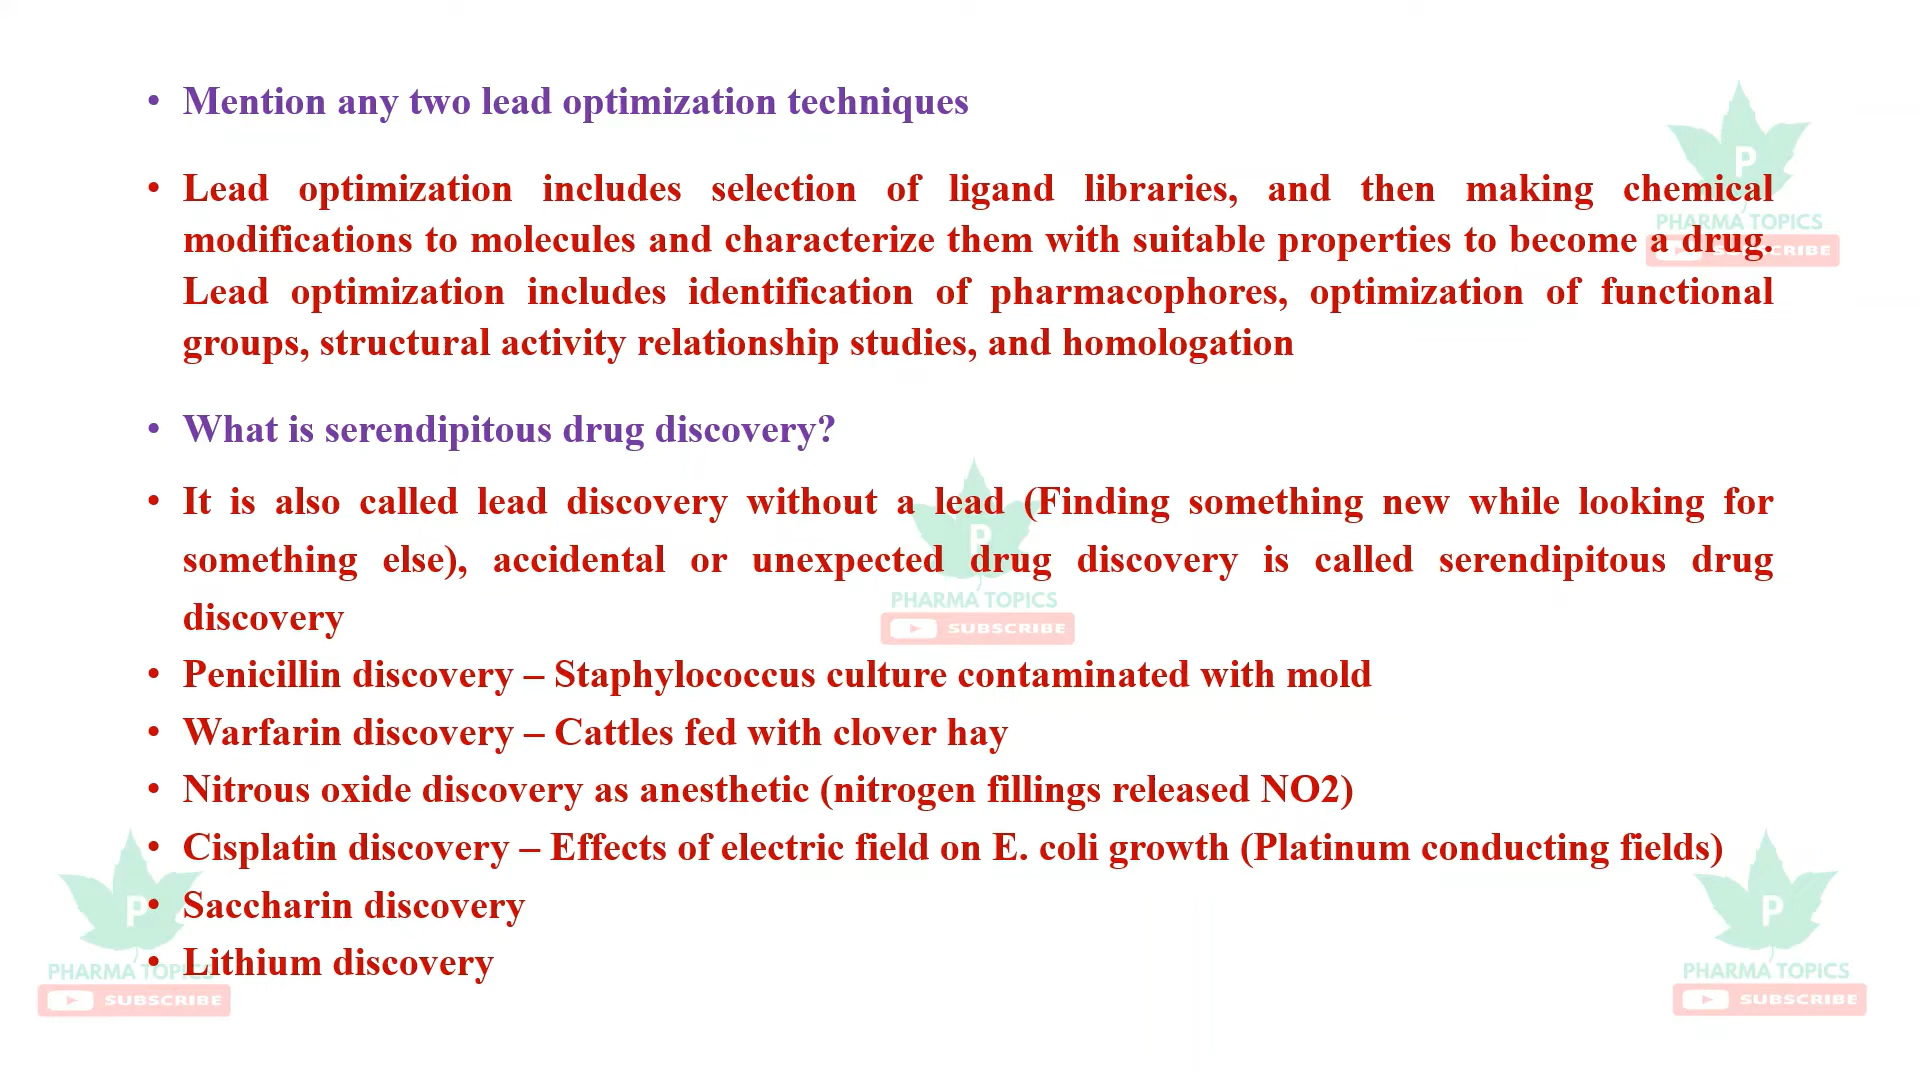 • Mention any two lead optimization techniques
• Lead optimization includes selection of ligand libraries, and then making chemical
modifications to molecules and characterize them with suitable properties to become a drug.
Lead optimization includes identification of pharmacophores, optimization of functional
groups, structural activity relationship studies, and homologation
P
PHARMA TOPICS
SUBSCRIBE
• What is serendipitous drug discovery?
• It is also called lead discovery without a lead (Finding something new while looking for
something else), accidental or unexpected drug discovery is called serendipitous drug
discovery
P
PHARMA TOPICS
SUBSCRIBE
• Penicillin discovery – Staphylococcus culture contaminated with mold
• Warfarin discovery – Cattles fed with clover hay
• Nitrous oxide discovery as anesthetic (nitrogen fillings released NO2)
• Cisplatin discovery – Effects of electric field on E. coli growth (Platinum conducting fields)
• Saccharin discovery
• Lithium discovery
P
PHARMA TOPICS
SUBSCRIBE
P
PHARMA TOPICS
SUBSCRIBE